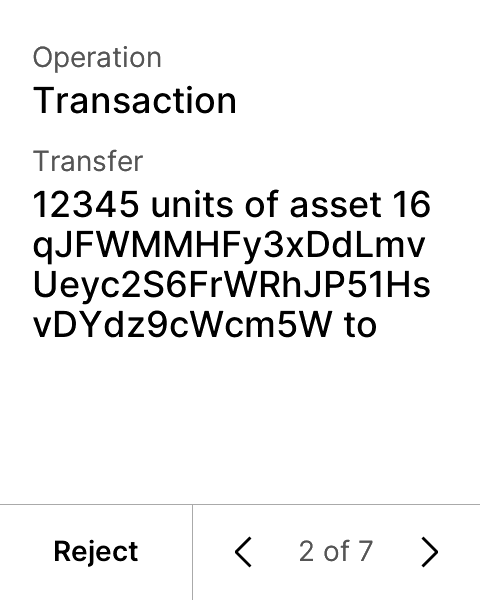 Operation
Transaction
Transfer
12345 units of asset 16
qJFWMMHFy3xDdLmv
Ueyc2S6FrWRhJP51Hs
vDYdz9cWcm5W to
Reject
2 of 7